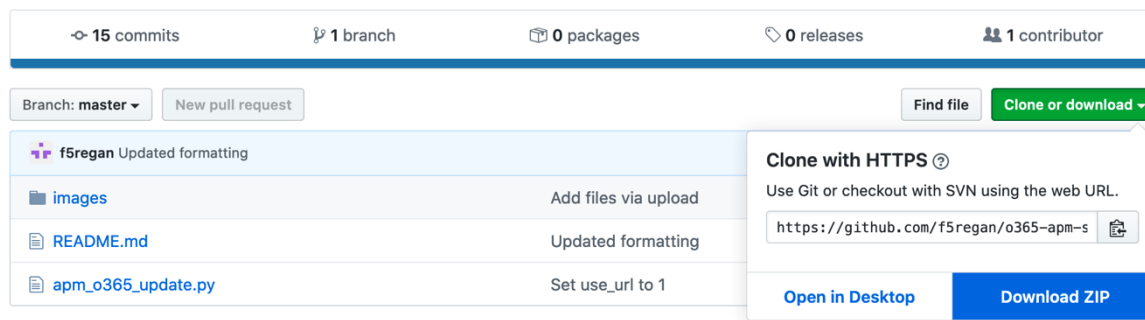 15 commits 1 branch 0 packages 0 releases 1 contributor
Branch: master New pull request Find file Clone or download
f5regan Updated formatting
images Add files via upload
README.md Updated formatting
apm_o365_update.py Set use_url to 1
Clone with HTTPS
Use Git or checkout with SVN using the web URL.
https://github.com/f5regan/o365-apm-s
Open in Desktop Download ZIP